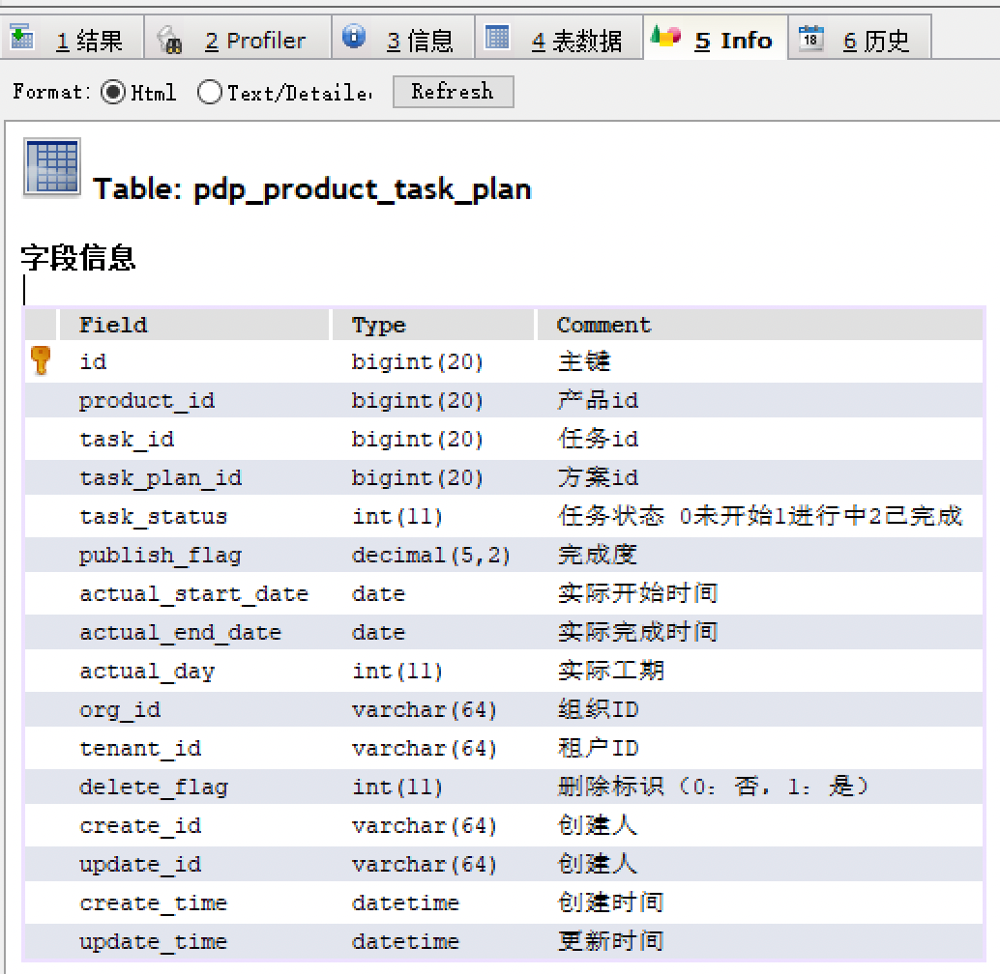 1 结果 2 Profiler 3 信息 4 表数据 5 Info 6 历史
Format: Html Text/Detaile Refresh
Table: pdp_product_task_plan
字段信息
Field Type Comment
id bigint(20) 主键
product_id bigint(20) 产品id
task_id bigint(20) 任务id
task_plan_id bigint(20) 方案id
task_status int(11) 任务状态 0未开始1进行中2已完成
publish_flag decimal(5,2) 完成度
actual_start_date date 实际开始时间
actual_end_date date 实际完成时间
actual_day int(11) 实际工期
org_id varchar(64) 组织ID
tenant_id varchar(64) 租户ID
delete_flag int(11) 删除标识（0：否，1：是）
create_id varchar(64) 创建人
update_id varchar(64) 创建人
create_time datetime 创建时间
update_time datetime 更新时间